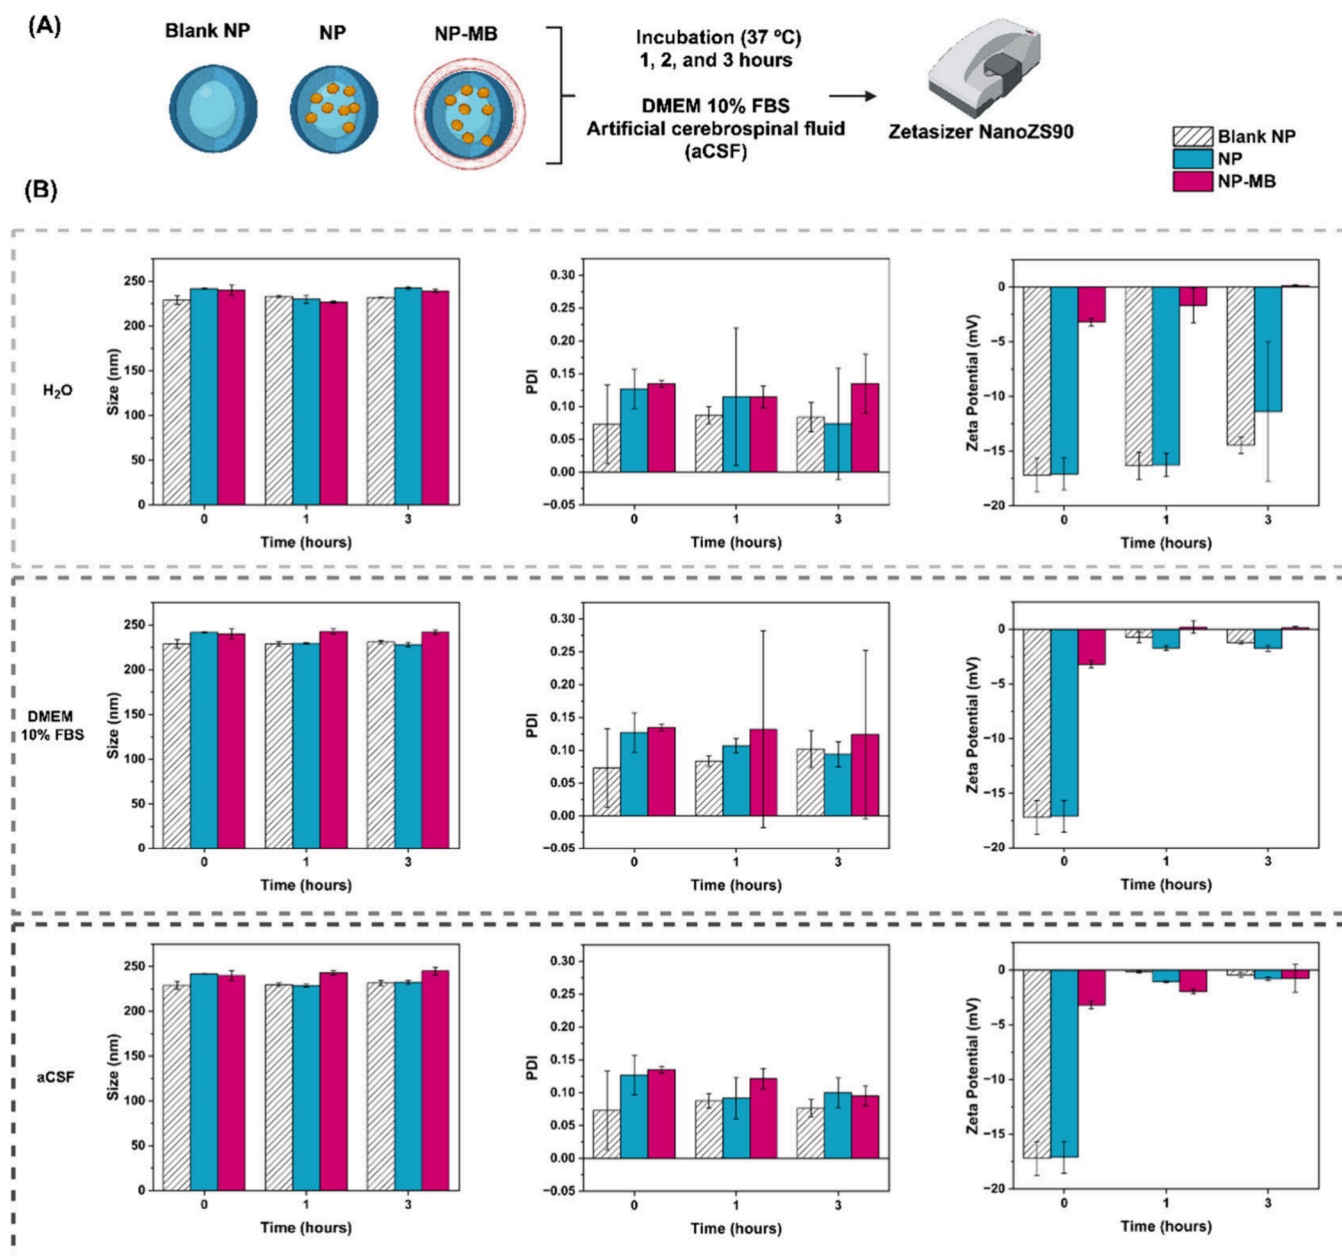 (A)
Blank NP
NP
NP-MB
Incubation (37 ºC)
1, 2, and 3 hours
DMEM 10% FBS
Artificial cerebrospinal fluid
(aCSF)
Zetasizer NanoZS90
Blank NP
NP
NP-MB
(B)
H₂O
Size (nm)
250
200
150
100
50
0
0 1 3
Time (hours)
PDI
0.30
0.25
0.20
0.15
0.10
0.05
0.00
−0.05
0 1 3
Time (hours)
Zeta Potential (mV)
0
−5
−10
−15
−20
0 1 3
Time (hours)
DMEM
10% FBS
Size (nm)
250
200
150
100
50
0
0 1 3
Time (hours)
PDI
0.30
0.25
0.20
0.15
0.10
0.05
0.00
−0.05
0 1 3
Time (hours)
Zeta Potential (mV)
0
−5
−10
−15
−20
0 1 3
Time (hours)
aCSF
Size (nm)
250
200
150
100
50
0
0 1 3
Time (hours)
PDI
0.30
0.25
0.20
0.15
0.10
0.05
0.00
−0.05
0 1 3
Time (hours)
Zeta Potential (mV)
0
−5
−10
−15
−20
0 1 3
Time (hours)